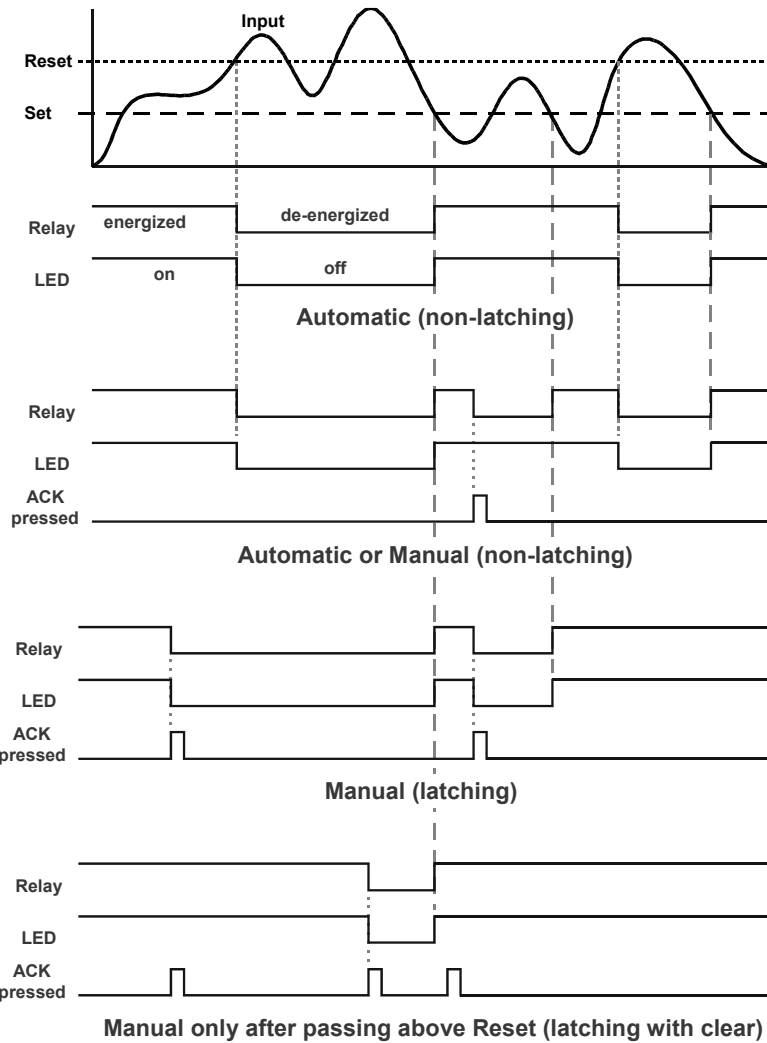 Input
Reset
Set
Relay energized de-energized
LED on off
Automatic (non-latching)
Relay
LED
ACK
pressed
Automatic or Manual (non-latching)
Relay
LED
ACK
pressed
Manual (latching)
Relay
LED
ACK
pressed
Manual only after passing above Reset (latching with clear)